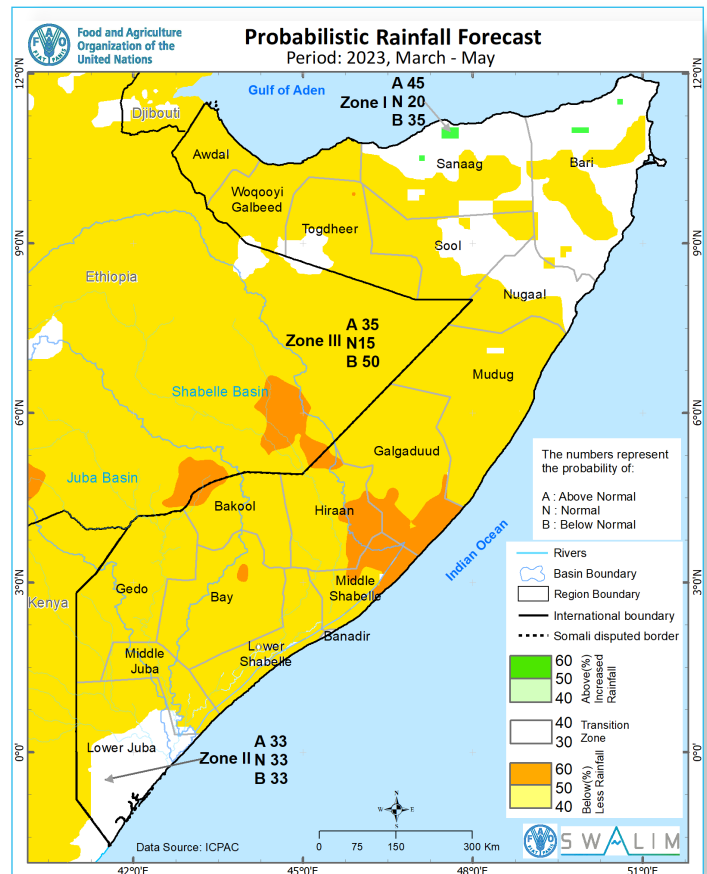 Food and Agriculture
Organization of the
United Nations
FAO
FIAT PANIS
Probabilistic Rainfall Forecast
Period: 2023, March - May
12°0'N
12°0'N
Gulf of Aden
A 45
Zone I N 20
B 35
Djibouti
Awdal
Sanaag
Bari
Woqooyi
Galbeed
Togdheer
Sool
9°0'N
9°0'N
Ethiopia
Nugaal
A 35
Zone III N15
B 50
Mudug
Shabelle Basin
6°0'N
6°0'N
Galgaduud
Juba Basin
Bakool
Hiraan
The numbers represent
the probability of:
A : Above Normal
N : Normal
B : Below Normal
Indian Ocean
3°0'N
3°0'N
Kenya
Gedo
Bay
Middle
Shabelle
Banadir
Lower
Shabelle
Middle
Juba
Rivers
Basin Boundary
Region Boundary
International boundary
Somali disputed border
60
50
40
Above(%)
Increased
Rainfall
40
30
Transition
Zone
60
50
40
Below(%)
Less Rainfall
0°0'
0°0'
Lower Juba
A 33
Zone II N 33
B 33
N
W
E
S
Data Source: ICPAC
0 75 150 300 Km
FAO
SWALIM
42°0'E
45°0'E
48°0'E
51°0'E